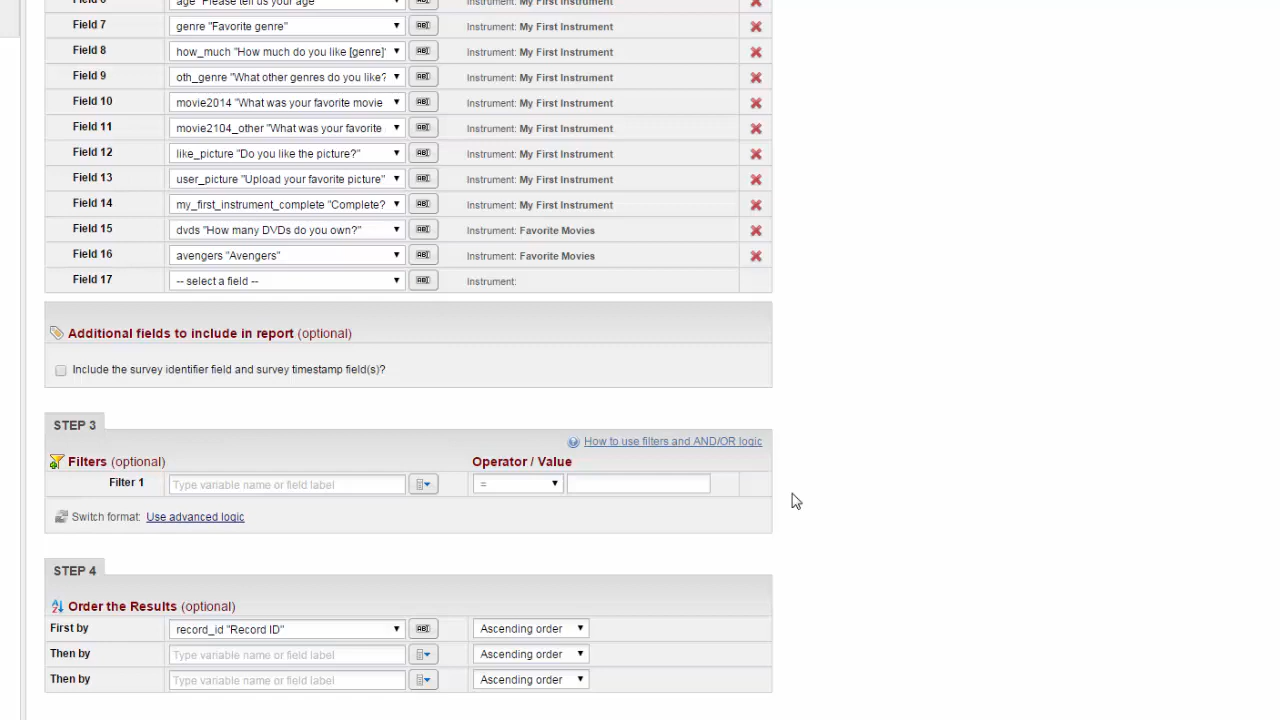 age "Please tell us your age"
Field 7 genre "Favorite genre" ABC Instrument: My First Instrument
Field 8 how_much "How much do you like [genre]" Instrument: My First Instrument
Field 9 oth_genre "What other genres do you like? Instrument: My First Instrument
Field 10 movie2014 "What was your favorite movie Instrument: My First Instrument
Field 11 movie2104_other "What was your favorite Instrument: My First Instrument
Field 12 like_picture "Do you like the picture?" Instrument: My First Instrument
Field 13 user_picture "Upload your favorite picture" Instrument: My First Instrument
Field 14 my_first_instrument_complete "Complete? Instrument: My First Instrument
Field 15 dvds "How many DVDs do you own?" Instrument: Favorite Movies
Field 16 avengers "Avengers" Instrument: Favorite Movies
Field 17 -- select a field -- Instrument:
Additional fields to include in report (optional)
Include the survey identifier field and survey timestamp field(s)?
STEP 3
How to use filters and AND/OR logic
Filters (optional) Operator / Value
Filter 1 Type variable name or field label =
Switch format: Use advanced logic
STEP 4
Order the Results (optional)
First by record_id "Record ID" Ascending order
Then by Type variable name or field label Ascending order
Then by Type variable name or field label Ascending order